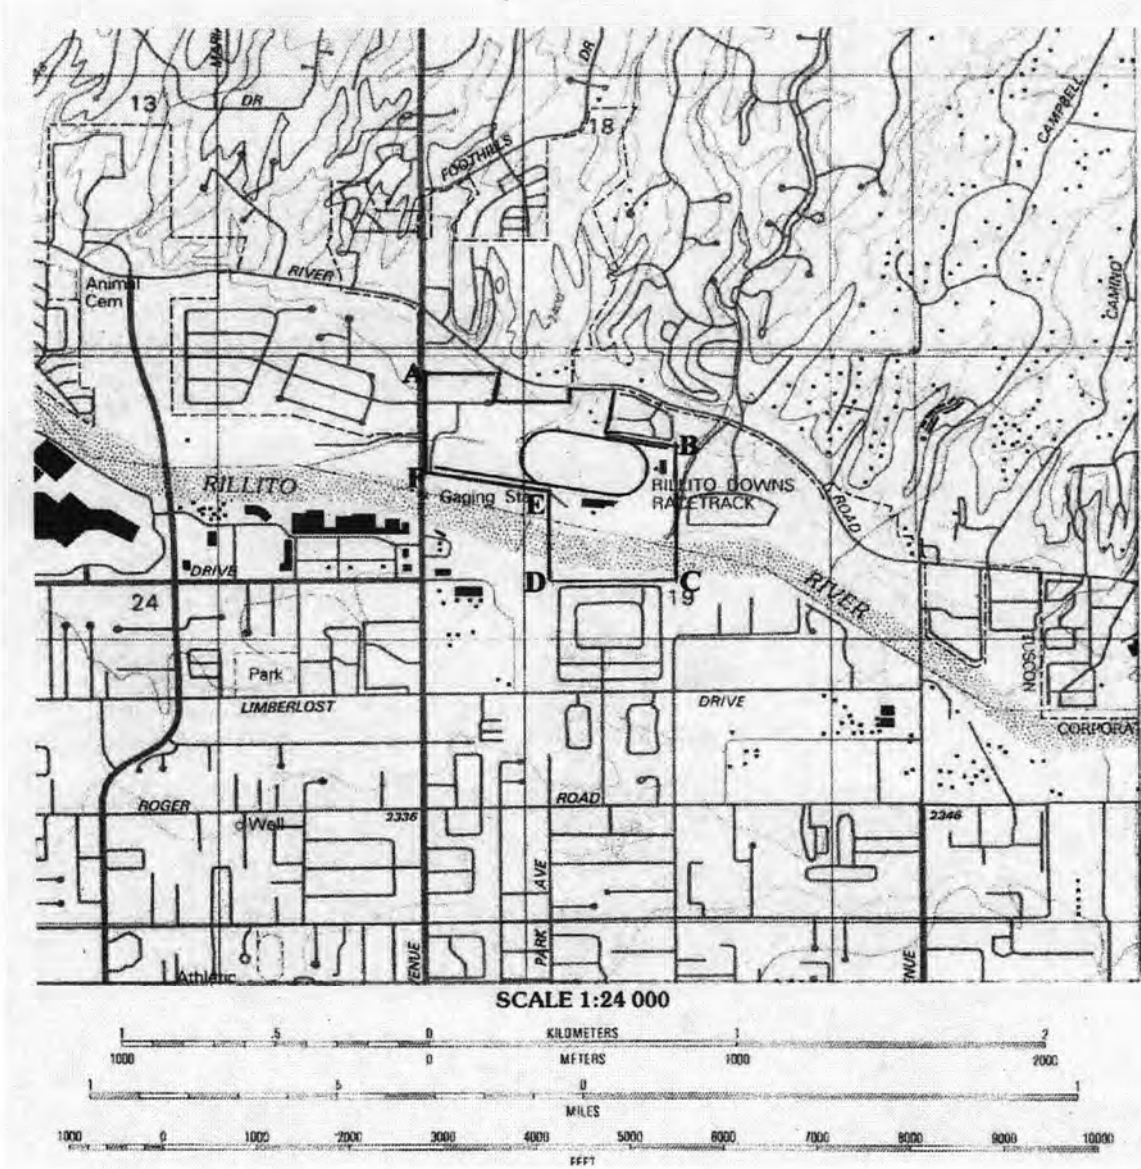 MARI
DR
CAMPBELL
13
DR
18
FOOTHILLS
RIVER
CAMINO
Animal
Cem
A
B
RILLITO
F
Gaging Sta
RILLITO DOWNS
RACETRACK
E
ROAD
DRIVE
D
C
19
RIVER
24
TUSCON
Park
LIMBERLOST
DRIVE
CORPORA
ROGER
ROAD
2336
2346
o Well
AVE
PARK
ENUE
NUE
Athletic
SCALE 1:24 000
1 .5 0 KILOMETERS 1 2
1000 0 METERS 1000 2000
1 .5 0 1
MILES
1000 0 1000 2000 3000 4000 5000 6000 7000 8000 9000 10000
FEET